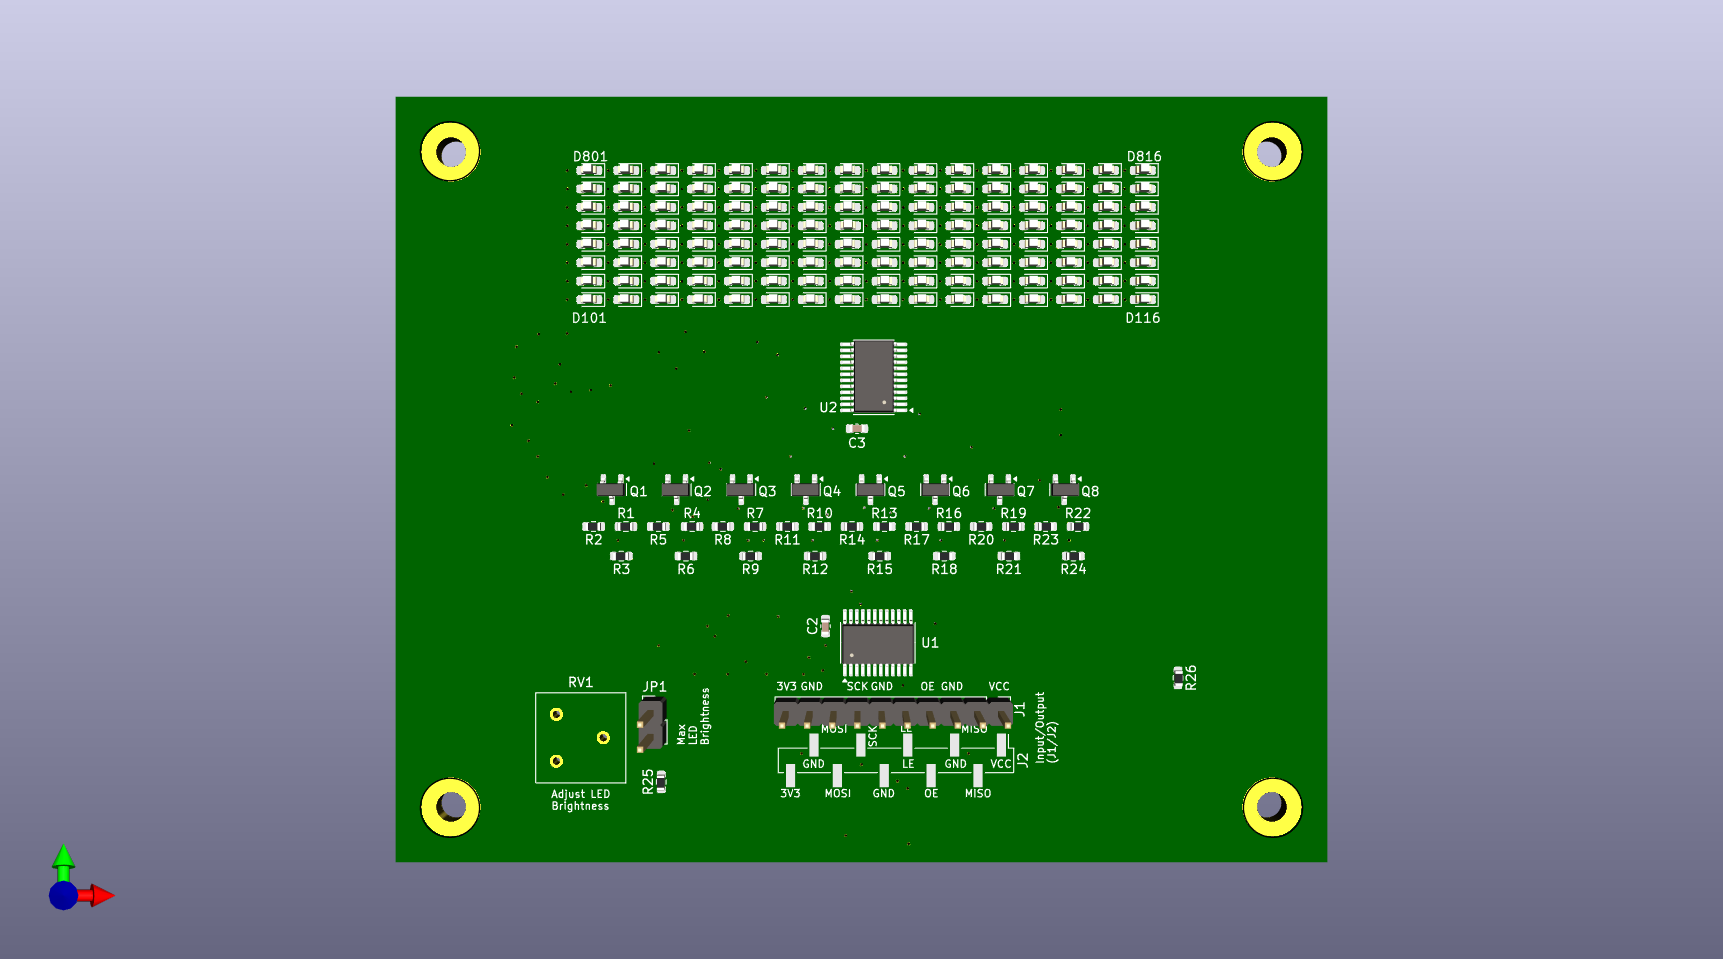 D801 D816
D101 D116
U2
C3
Q1 Q2 Q3 Q4 Q5 Q6 Q7 Q8
R1 R4 R7 R10 R13 R16 R19 R22
R2 R5 R8 R11 R14 R17 R20 R23
R3 R6 R9 R12 R15 R18 R21 R24
C2
U1
R26
RV1
JP1
Max
LED
Brightness
R25
Adjust LED
Brightness
3V3 GND SCK GND OE GND VCC
J1
MOSI SCK LE MISO
Input/Output
(J1/J2)
J2
GND LE GND VCC
3V3 MOSI GND OE MISO